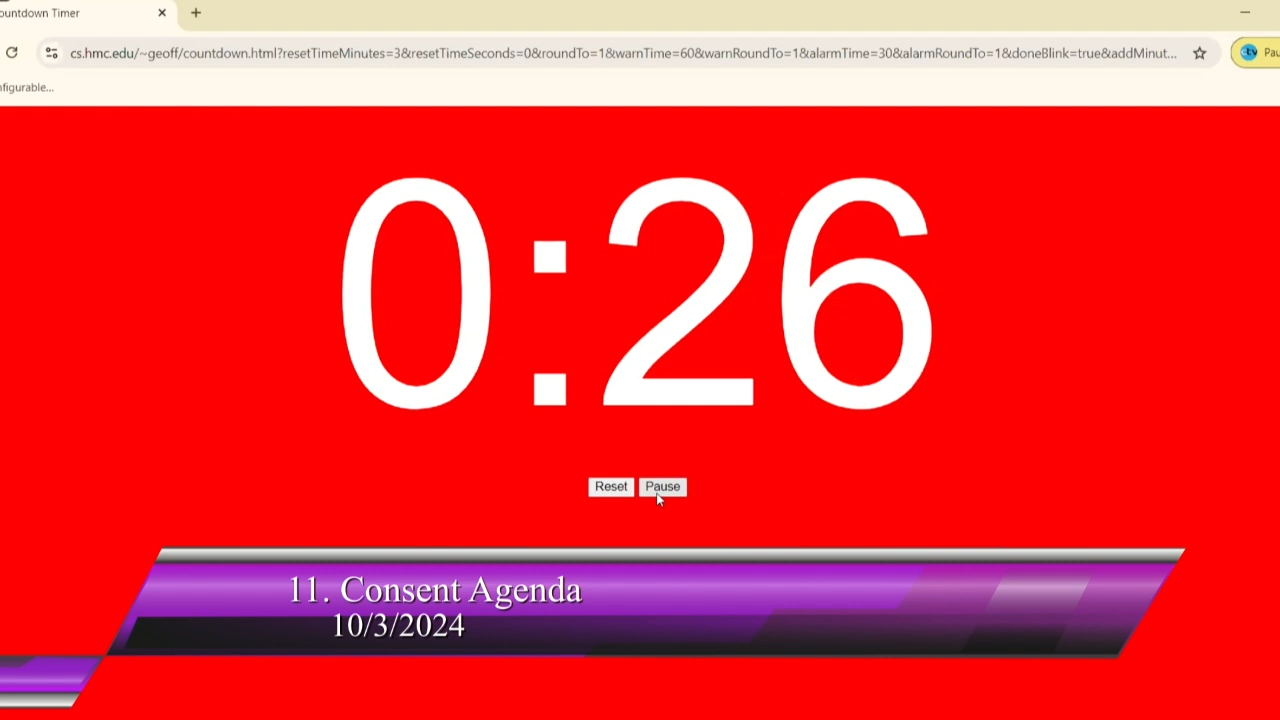 ountdown Timer
cs.hmc.edu/~geoff/countdown.html?resetTimeMinutes=3&resetTimeSeconds=0&roundTo=1&warnTime=60&warnRoundTo=1&alarmTime=30&alarmRoundTo=1&doneBlink=true&addMinut...
Pau
nfigurable...
0:26
Reset Pause
11. Consent Agenda
10/3/2024